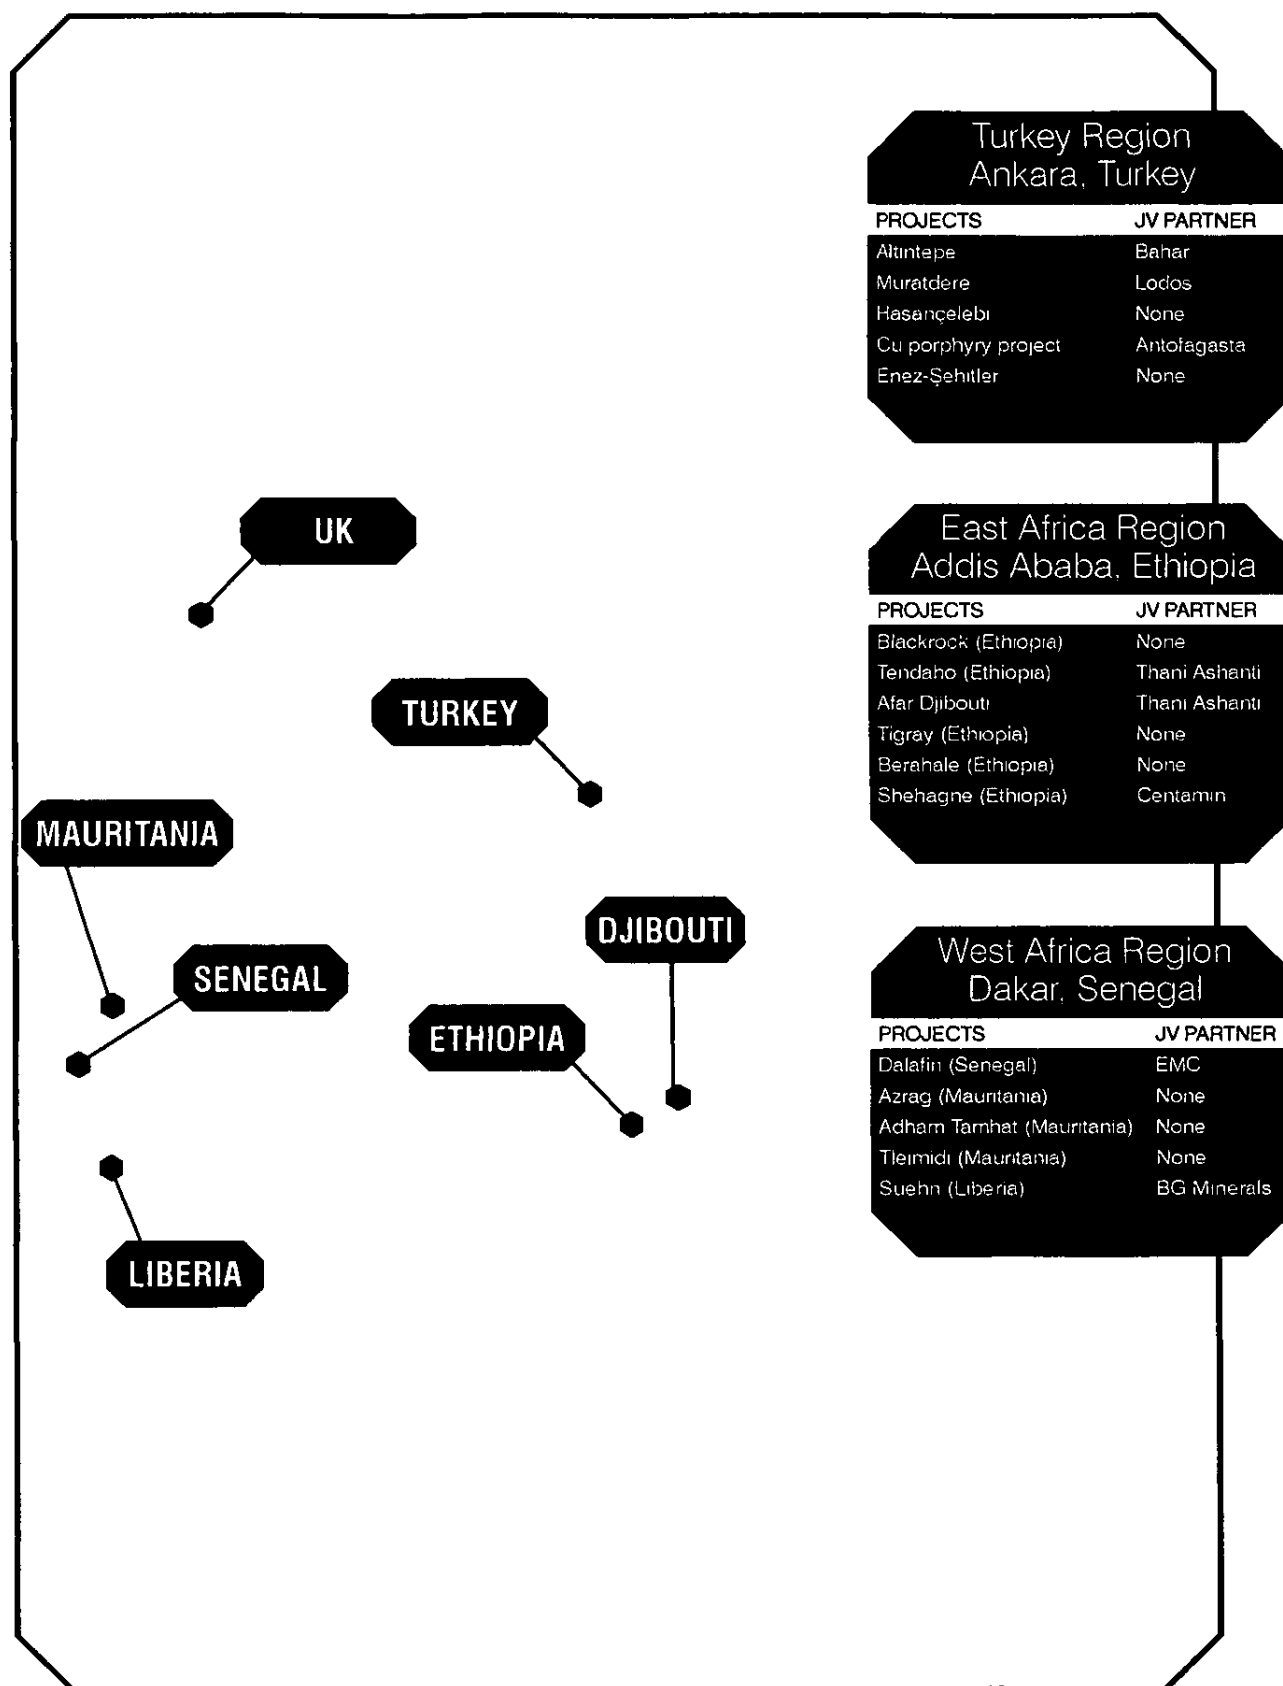 Turkey Region
Ankara, Turkey
PROJECTS JV PARTNER
Altıntepe Bahar
Muratdere Lodos
Hasançelebı None
Cu porphyry project Antofagasta
Enez-Şehıtler None
UK
East Africa Region
Addis Ababa, Ethiopia
PROJECTS JV PARTNER
Blackrock (Ethiopia) None
Tendaho (Ethiopia) Thani Ashanti
Afar Djibouti Thani Ashanti
Tigray (Ethiopia) None
Berahale (Ethiopia) None
Shehagne (Ethiopia) Centamin
TURKEY
MAURITANIA
DJIBOUTI
SENEGAL
ETHIOPIA
West Africa Region
Dakar, Senegal
PROJECTS JV PARTNER
Dalafin (Senegal) EMC
Azrag (Mauritania) None
Adham Tamhat (Mauritania) None
Tleimidi (Mauritania) None
Suehn (Liberia) BG Minerals
LIBERIA